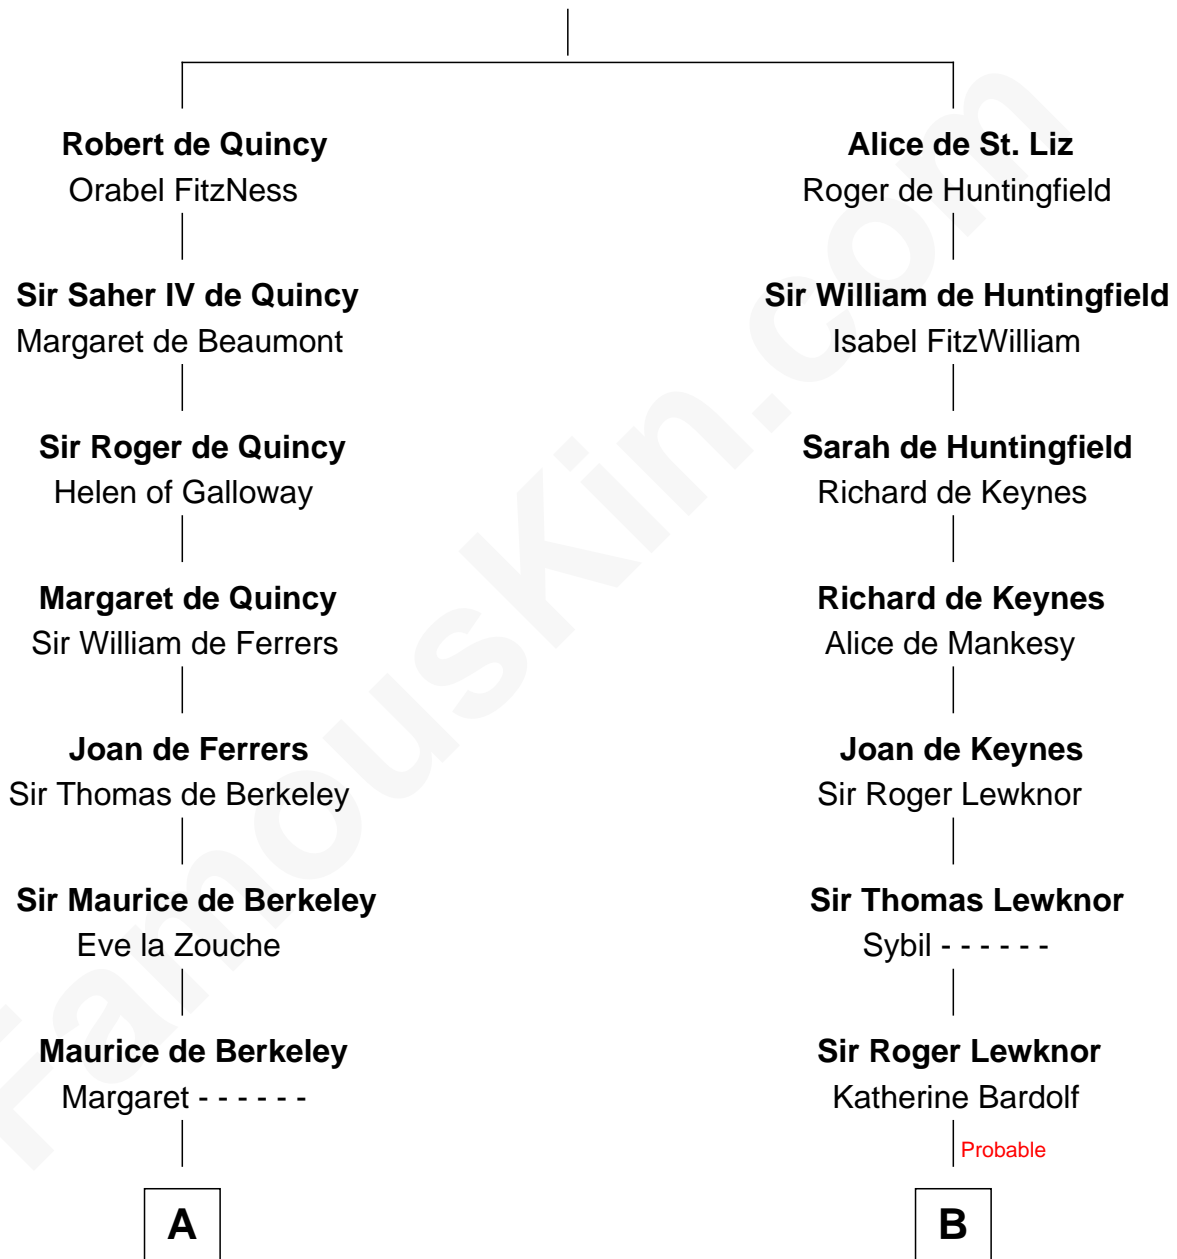 Robert de Quincy
Orabel FitzNess
Alice de St. Liz
Roger de Huntingfield
Sir Saher IV de Quincy
Margaret de Beaumont
Sir William de Huntingfield
Isabel FitzWilliam
Sir Roger de Quincy
Helen of Galloway
Sarah de Huntingfield
Richard de Keynes
Margaret de Quincy
Sir William de Ferrers
Richard de Keynes
Alice de Mankesy
Joan de Ferrers
Sir Thomas de Berkeley
Joan de Keynes
Sir Roger Lewknor
Sir Maurice de Berkeley
Eve la Zouche
Sir Thomas Lewknor
Sybil - - - - - -
Maurice de Berkeley
Margaret - - - - - -
Sir Roger Lewknor
Katherine Bardolf
Probable
A
B
FamousKin.com